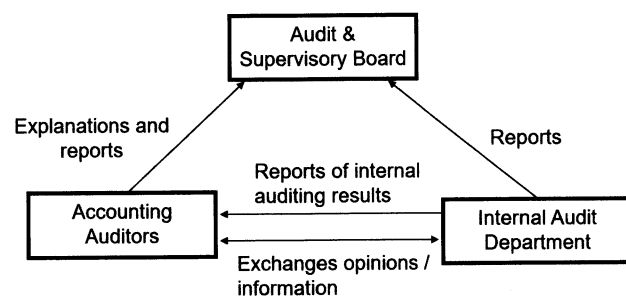 Audit &
Supervisory Board
Explanations and
reports
Reports
Reports of internal
auditing results
Accounting
Auditors
Internal Audit
Department
Exchanges opinions /
information